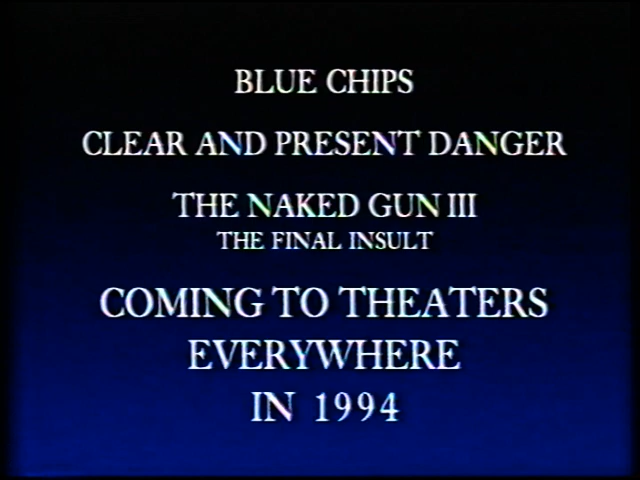 BLUE CHIPS
CLEAR AND PRESENT DANGER
THE NAKED GUN III
THE FINAL INSULT
COMING TO THEATERS
EVERYWHERE
IN 1994